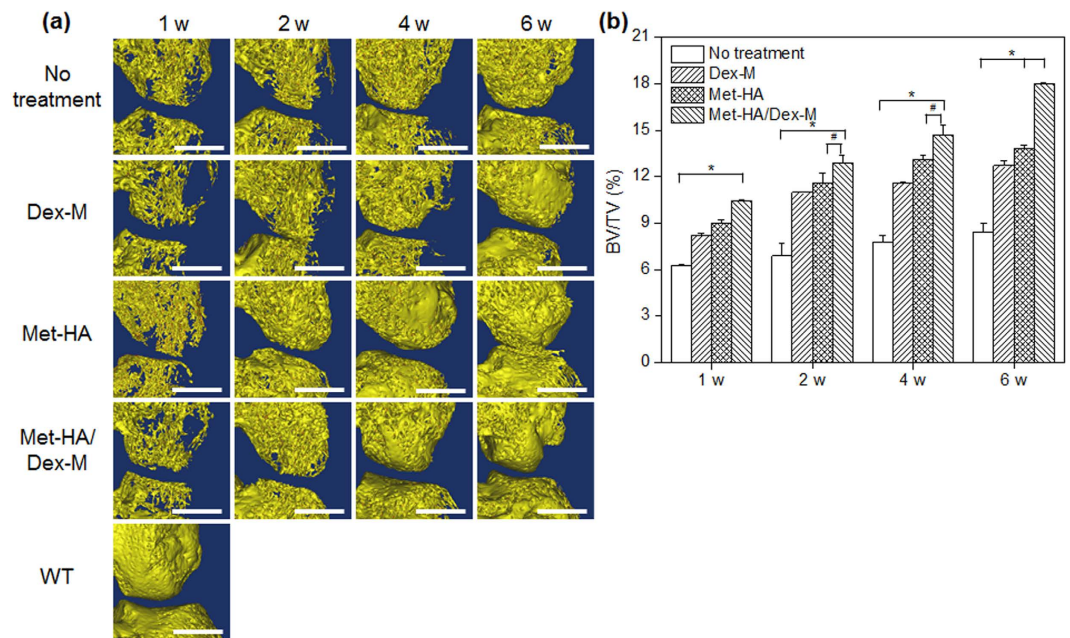 (a)
1 w 2 w 4 w 6 w
No
treatment
Dex-M
Met-HA
Met-HA/
Dex-M
WT
(b)
21
18
15
12
9
6
3
0
BV/TV (%)
No treatment
Dex-M
Met-HA
Met-HA/Dex-M
*
*
#
*
#
*
1 w 2 w 4 w 6 w